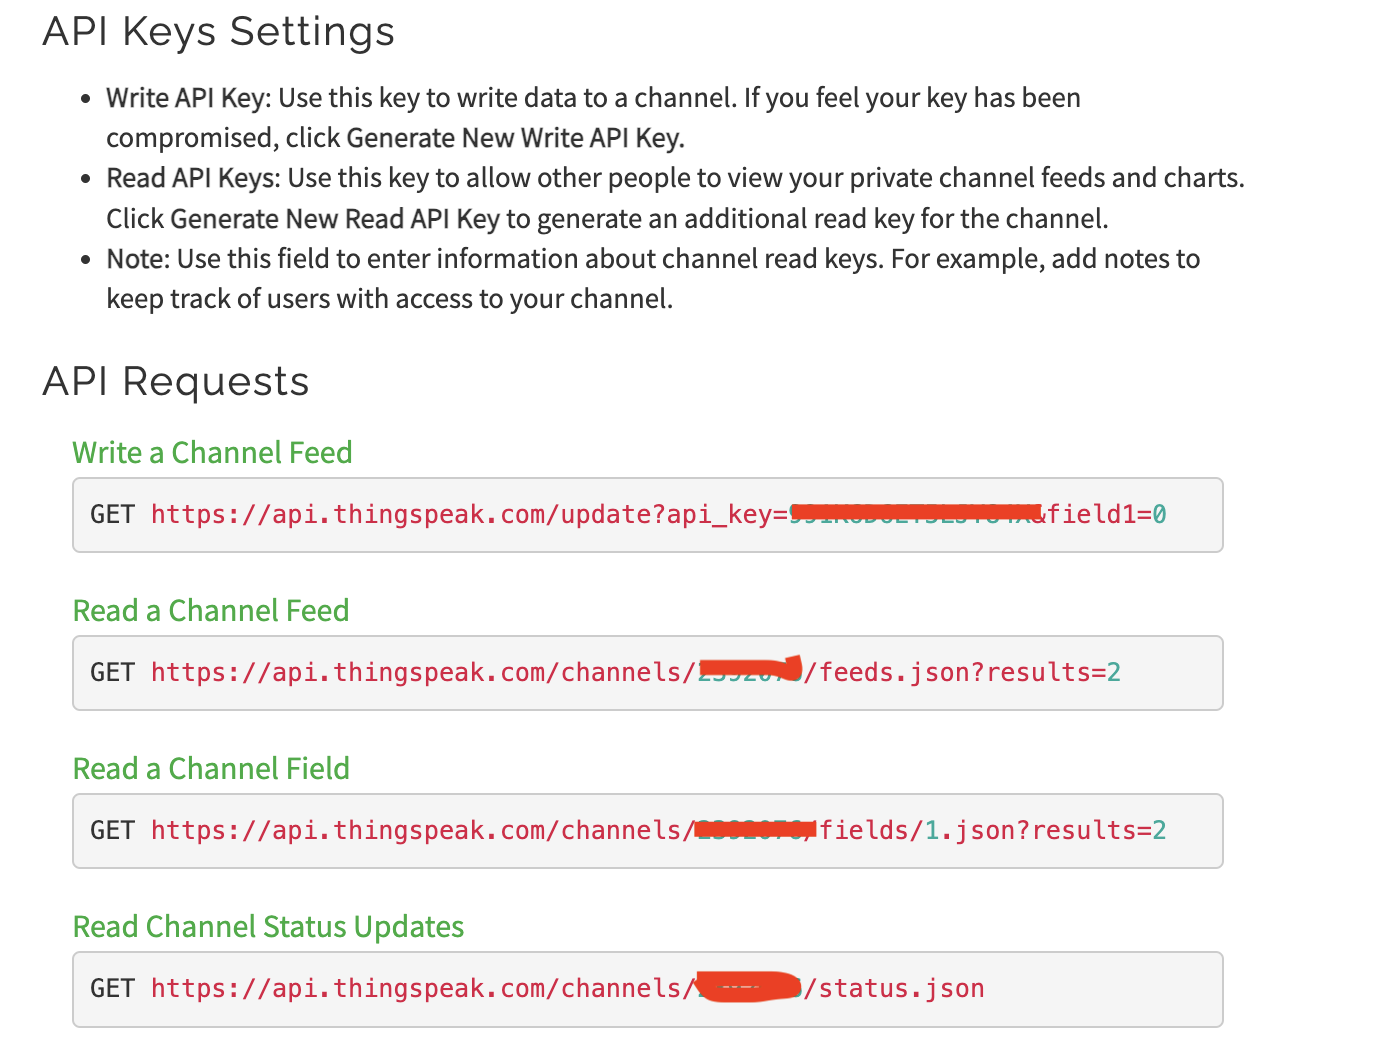 API Keys Settings
• Write API Key: Use this key to write data to a channel. If you feel your key has been
compromised, click Generate New Write API Key.
• Read API Keys: Use this key to allow other people to view your private channel feeds and charts.
Click Generate New Read API Key to generate an additional read key for the channel.
• Note: Use this field to enter information about channel read keys. For example, add notes to
keep track of users with access to your channel.
API Requests
Write a Channel Feed
GET https://api.thingspeak.com/update?api_key= &field1=0
Read a Channel Feed
GET https://api.thingspeak.com/channels/ /feeds.json?results=2
Read a Channel Field
GET https://api.thingspeak.com/channels/ /fields/1.json?results=2
Read Channel Status Updates
GET https://api.thingspeak.com/channels/ /status.json